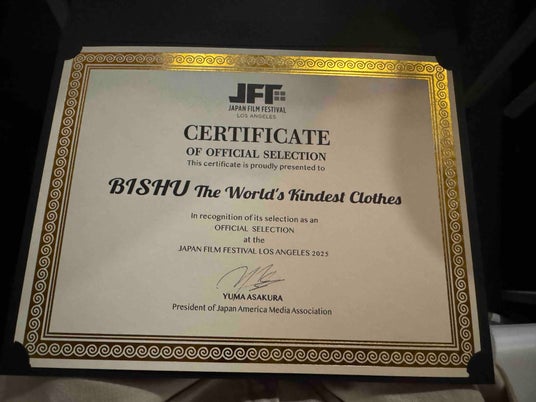 JFF
JAPAN FILM FESTIVAL
LOS ANGELES
CERTIFICATE
OF OFFICIAL SELECTION
This certificate is proudly presented to
BISHU The World's Kindest Clothes
In recognition of its selection as an
OFFICIAL SELECTION
at the
JAPAN FILM FESTIVAL LOS ANGELES 2025
YUMA ASAKURA
President of Japan America Media Association